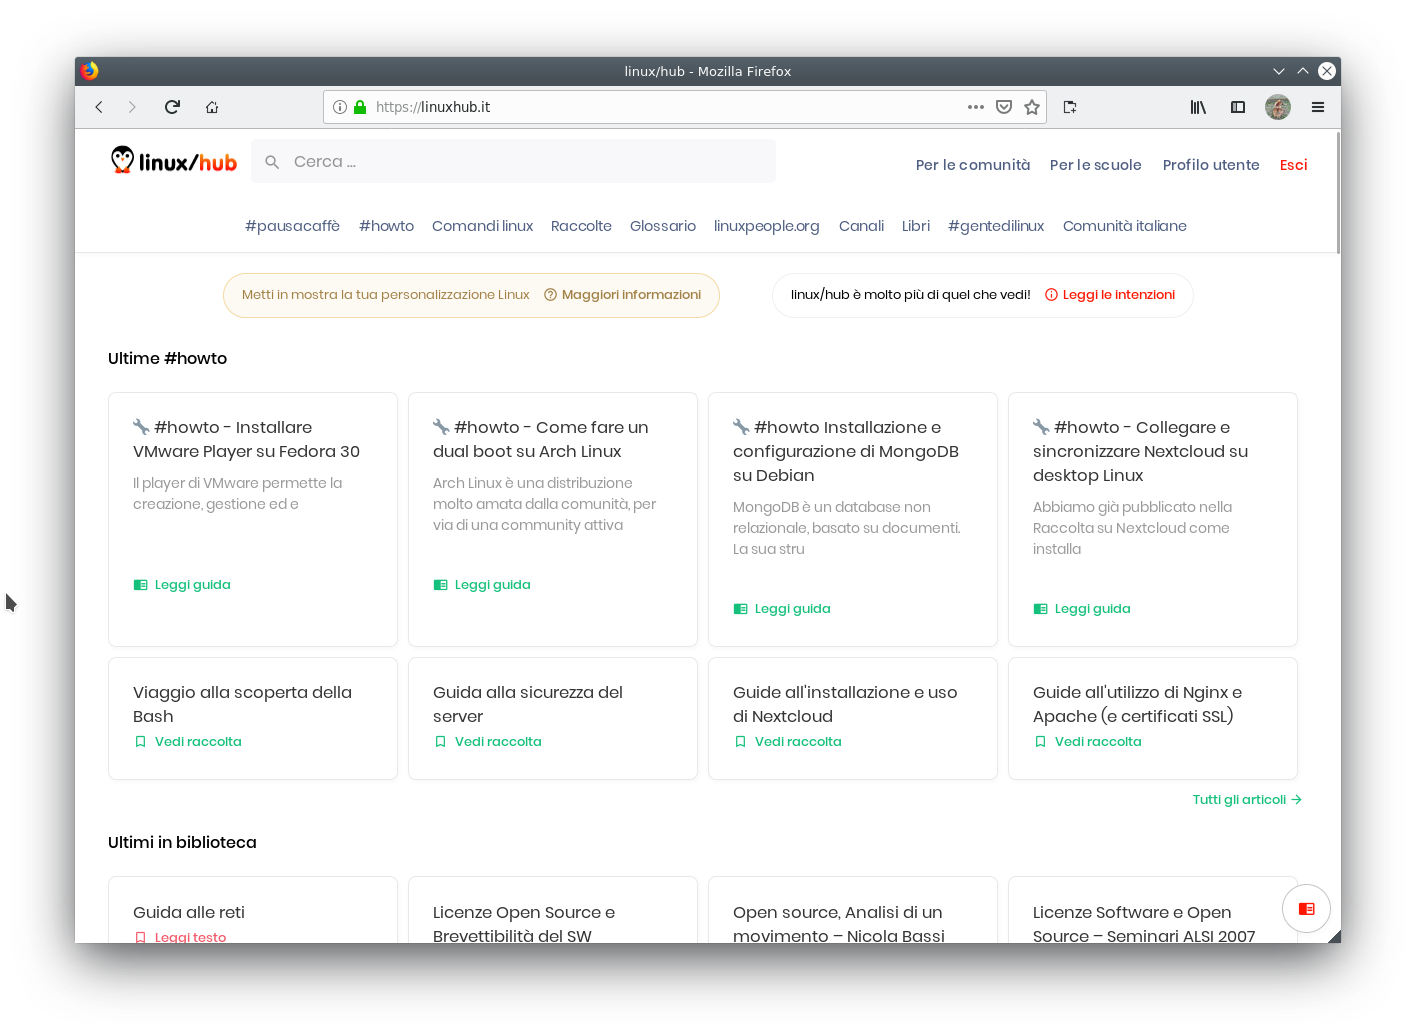 linux/hub - Mozilla Firefox
https://linuxhub.it
linux/hub
Cerca ...
Per le comunità Per le scuole Profilo utente Esci
#pausacaffè #howto Comandi linux Raccolte Glossario linuxpeople.org Canali Libri #gentedilinux Comunità italiane
Metti in mostra la tua personalizzazione Linux Maggiori informazioni
linux/hub è molto più di quel che vedi! Leggi le intenzioni
Ultime #howto
#howto - Installare
VMware Player su Fedora 30
Il player di VMware permette la
creazione, gestione ed e
Leggi guida
#howto - Come fare un
dual boot su Arch Linux
Arch Linux è una distribuzione
molto amata dalla comunità, per
via di una community attiva
Leggi guida
#howto Installazione e
configurazione di MongoDB
su Debian
MongoDB è un database non
relazionale, basato su documenti.
La sua stru
Leggi guida
#howto - Collegare e
sincronizzare Nextcloud su
desktop Linux
Abbiamo già pubblicato nella
Raccolta su Nextcloud come
installa
Leggi guida
Viaggio alla scoperta della
Bash
Vedi raccolta
Guida alla sicurezza del
server
Vedi raccolta
Guide all'installazione e uso
di Nextcloud
Vedi raccolta
Guide all'utilizzo di Nginx e
Apache (e certificati SSL)
Vedi raccolta
Tutti gli articoli
Ultimi in biblioteca
Guida alle reti
Leggi testo
Licenze Open Source e
Brevettibilità del SW
Open source, Analisi di un
movimento – Nicola Bassi
Licenze Software e Open
Source – Seminari ALSI 2007